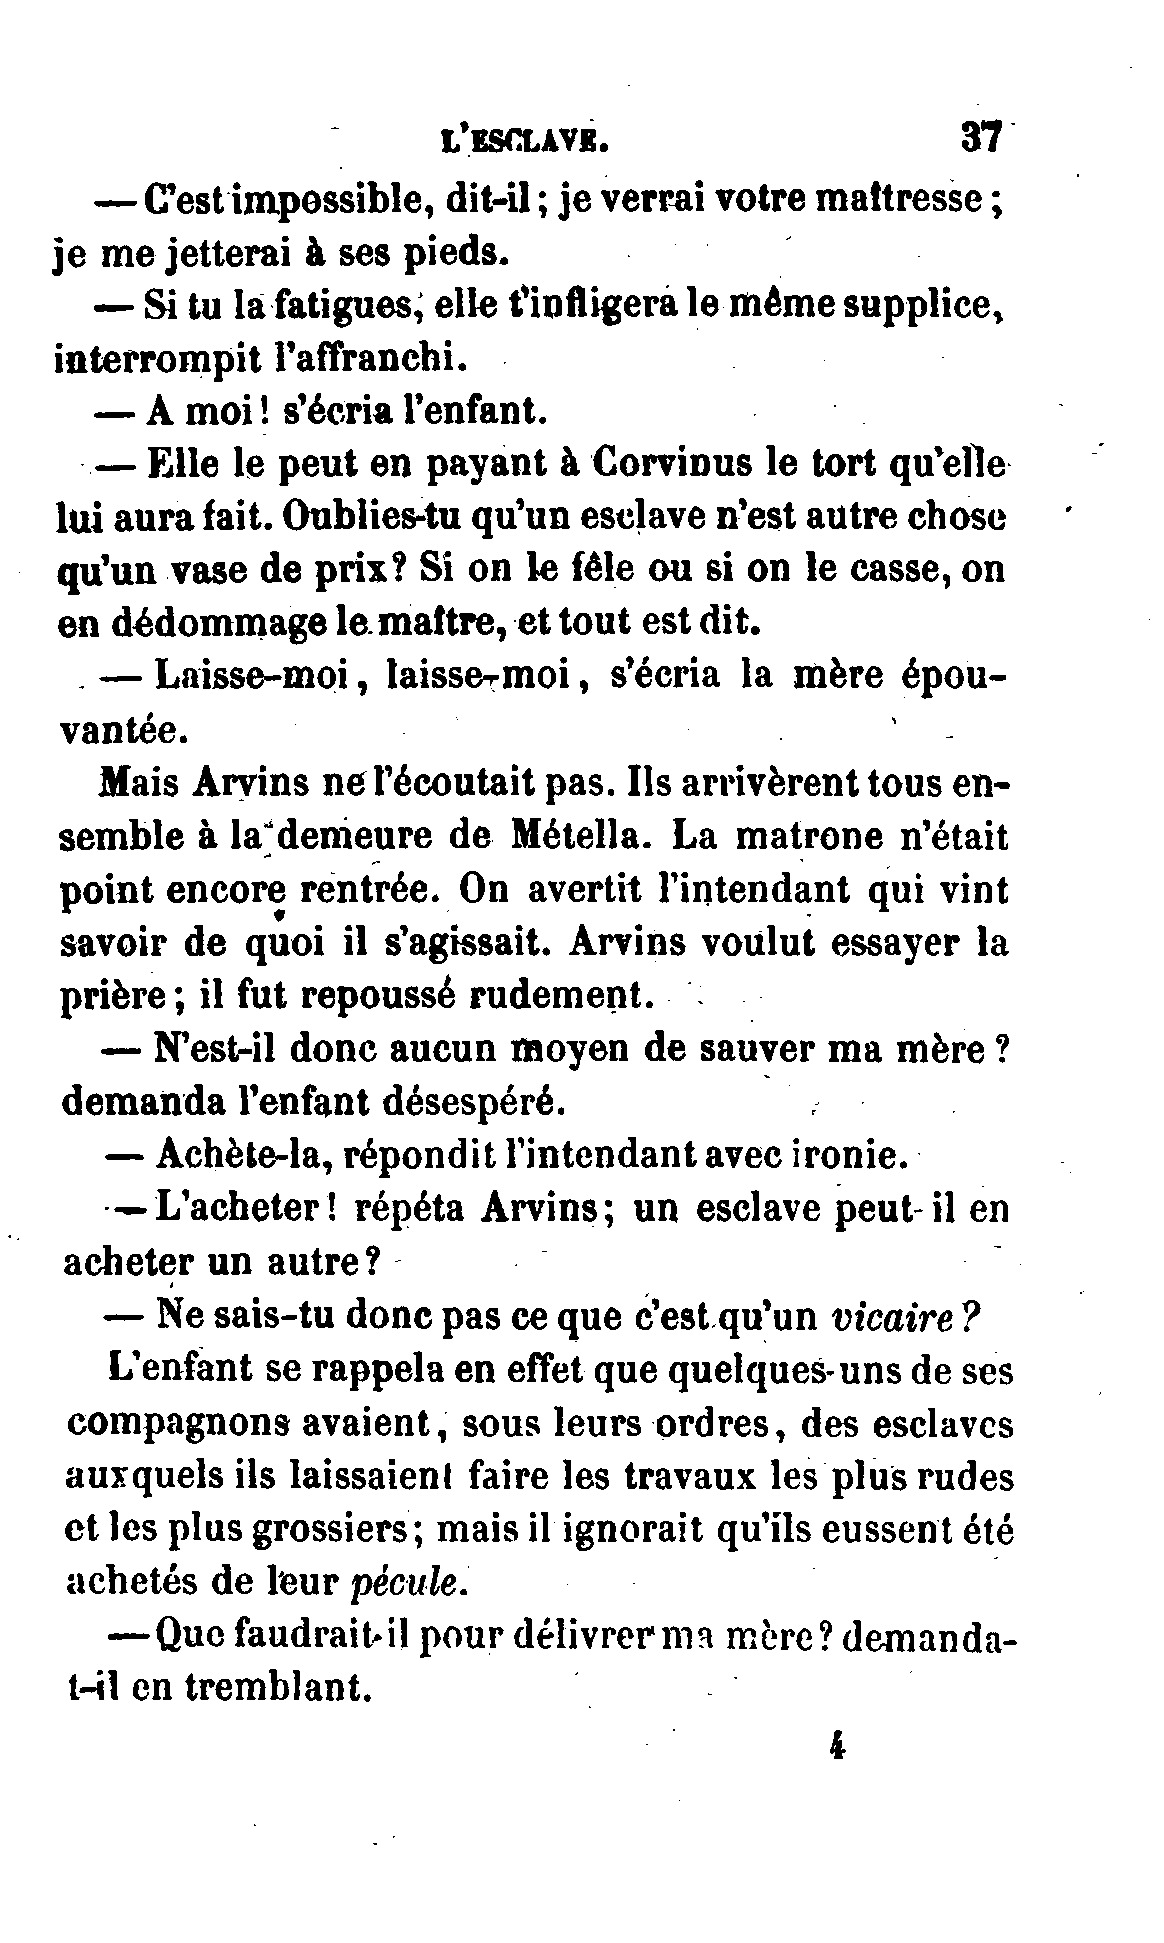 L'ESCLAVE. 37
— C'est impossible, dit-il ; je verrai votre maîtresse ;
je me jetterai à ses pieds.
— Si tu la fatigues, elle t'infligera le même supplice,
interrompit l'affranchi.
— A moi ! s'écria l'enfant.
— Elle le peut en payant à Corvinus le tort qu'elle
lui aura fait. Oublies-tu qu'un esclave n'est autre chose
qu'un vase de prix ? Si on le fêle ou si on le casse, on
en dédommage le maître, et tout est dit.
— Laisse-moi, laisse-moi, s'écria la mère épou-
vantée.
Mais Arvins ne l'écoutait pas. Ils arrivèrent tous en-
semble à la demeure de Métella. La matrone n'était
point encore rentrée. On avertit l'intendant qui vint
savoir de quoi il s'agissait. Arvins voulut essayer la
prière ; il fut repoussé rudement.
— N'est-il donc aucun moyen de sauver ma mère ?
demanda l'enfant désespéré.
— Achète-la, répondit l'intendant avec ironie.
— L'acheter ! répéta Arvins ; un esclave peut-il en
acheter un autre ?
— Ne sais-tu donc pas ce que c'est qu'un vicaire ?
L'enfant se rappela en effet que quelques-uns de ses
compagnons avaient, sous leurs ordres, des esclaves
auxquels ils laissaient faire les travaux les plus rudes
et les plus grossiers ; mais il ignorait qu'ils eussent été
achetés de leur pécule.
— Que faudrait-il pour délivrer ma mère ? demanda-
t-il en tremblant.
4